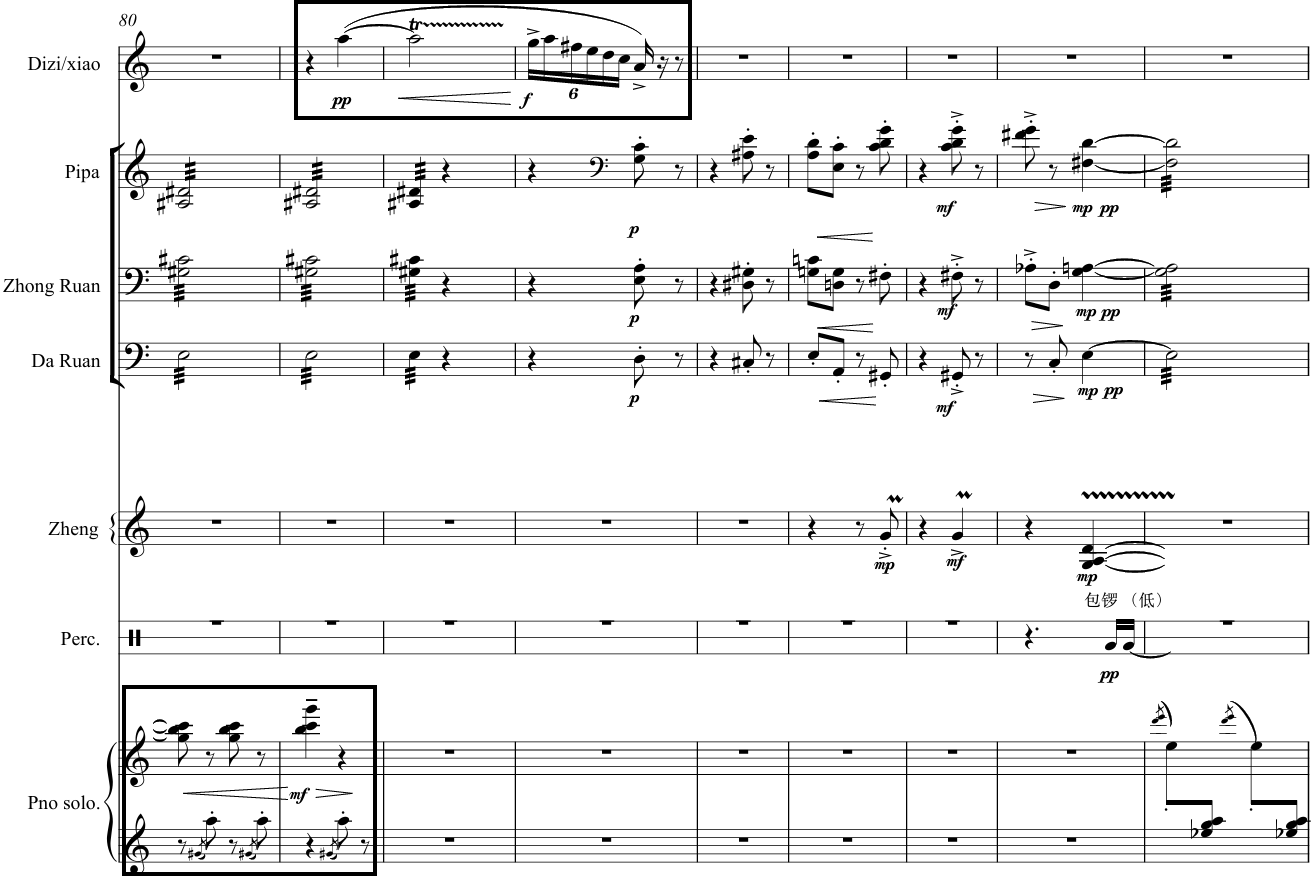 80
Dizi/xiao
tr
pp
f
6
Pipa
p
mf
mp pp
Zhong Ruan
p
mf
mp pp
Da Ruan
p
mf
mp pp
Zheng
mp
mf
mp
包锣 （低）
Perc.
pp
Pno solo.
mf